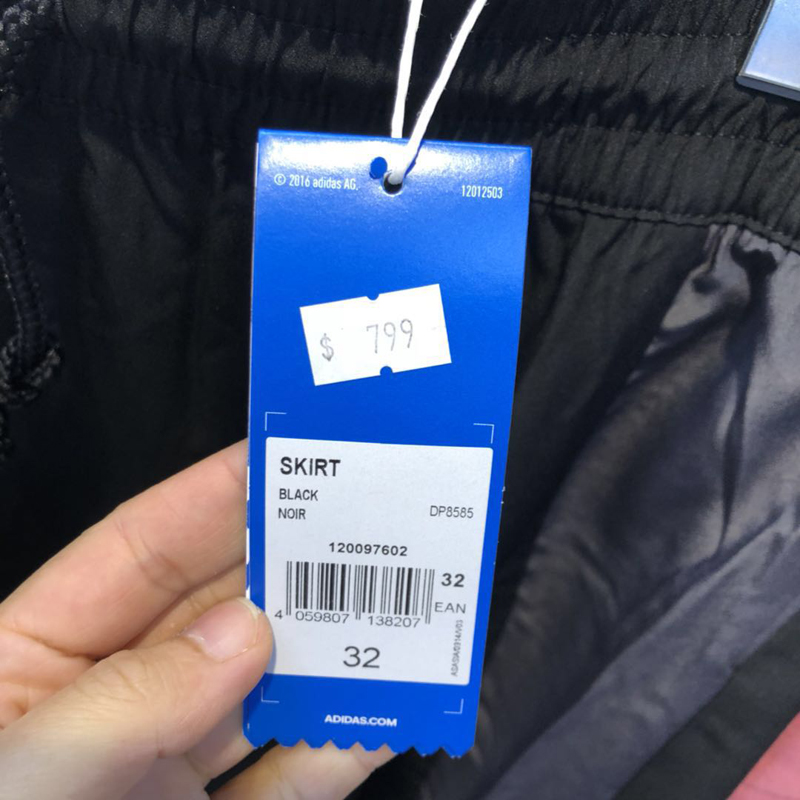 © 2016 adidas AG. 12012503
$ 799
SKIRT
BLACK
NOIR DP8585
120097602
32
EAN
4 059807 138207
32
ADIDAS.COM